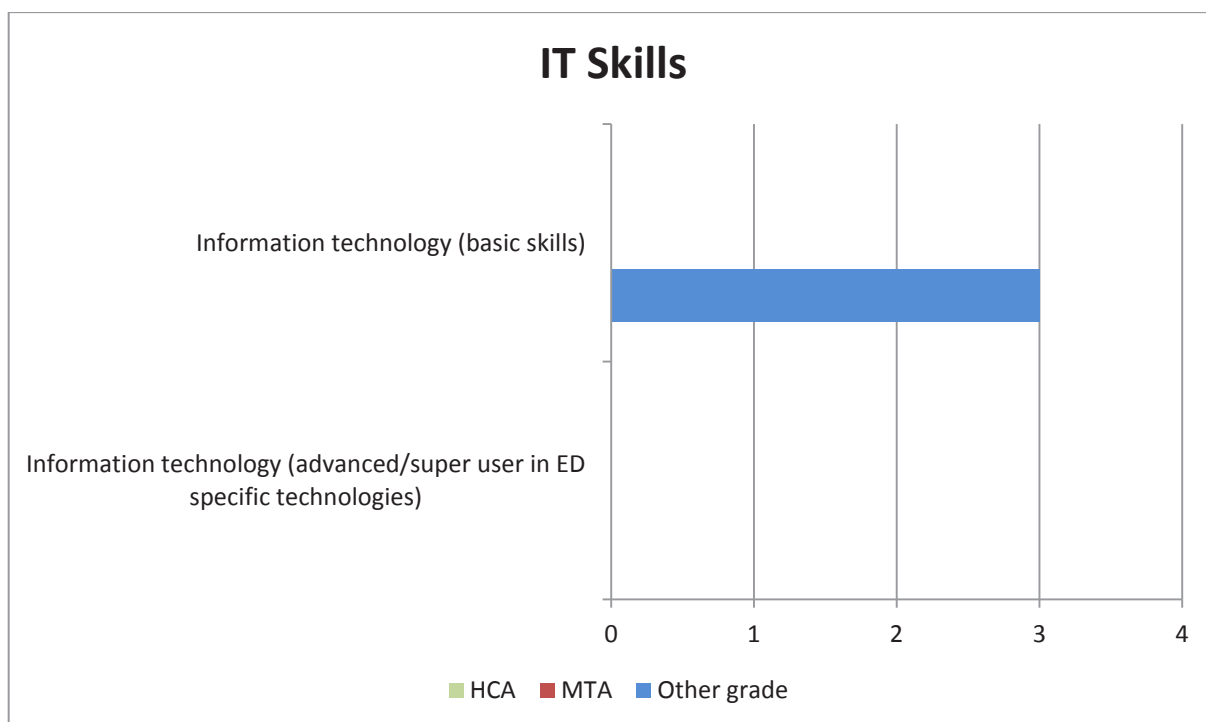 IT Skills
Information technology (basic skills)
Information technology (advanced/super user in ED
specific technologies)
0 1 2 3 4
HCA MTA Other grade